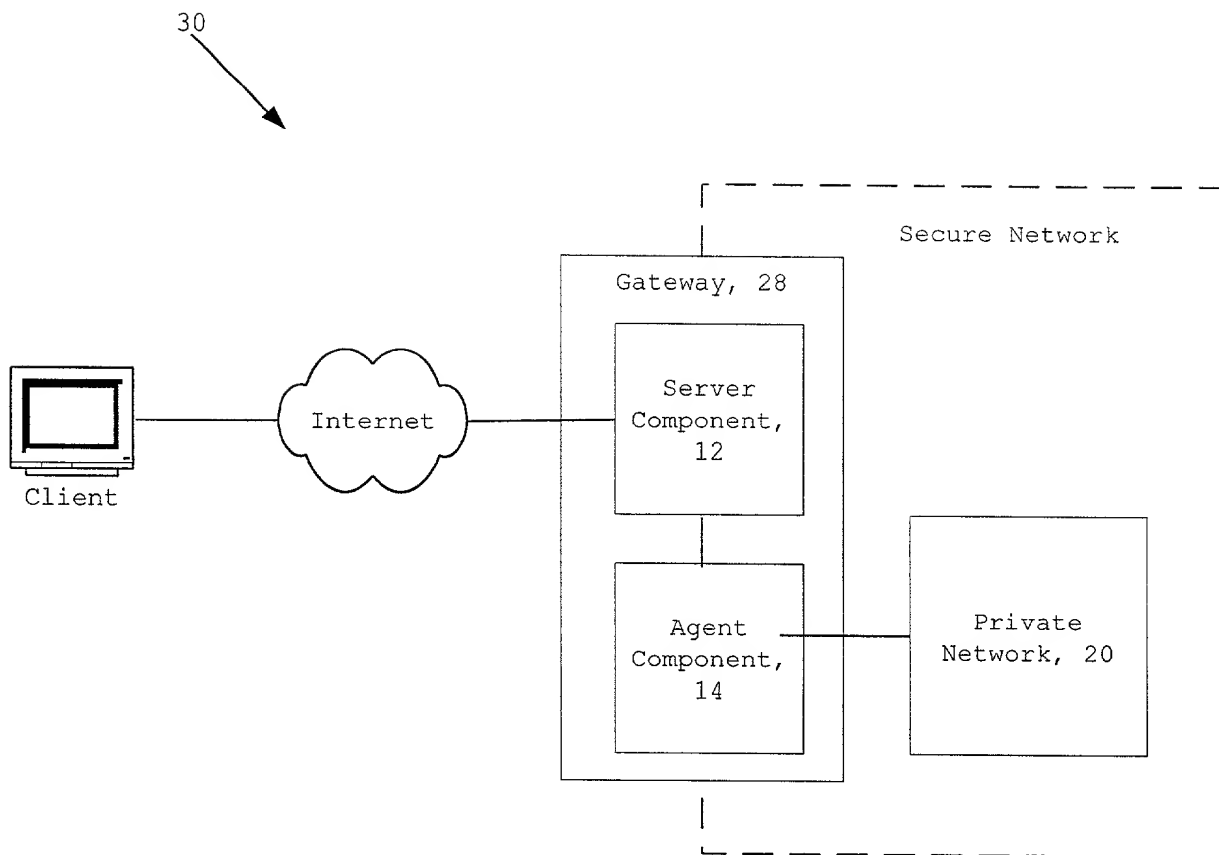 30
Secure Network
Gateway, 28
Server
Component,
12
Internet
Client
Agent
Component,
14
Private
Network, 20